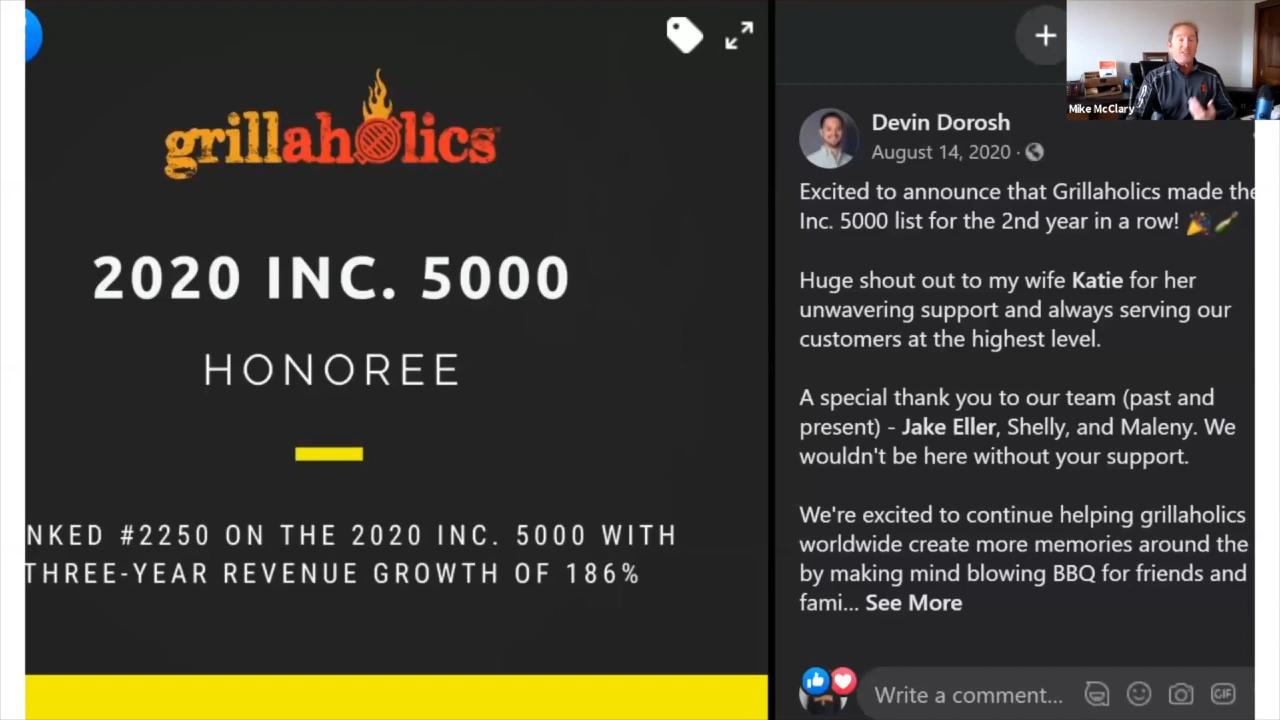 grillaholics
2020 INC. 5000
HONOREE
#2250 ON THE 2020 INC. 5000 WITH
THREE-YEAR REVENUE GROWTH OF 186%
Mike McClary
Devin Dorosh
August 14, 2020 ·
Excited to announce that Grillaholics made the
Inc. 5000 list for the 2nd year in a row! 🎉🍾
Huge shout out to my wife Katie for her
unwavering support and always serving our
customers at the highest level.
A special thank you to our team (past and
present) - Jake Eller, Shelly, and Maleny. We
wouldn't be here without your support.
We're excited to continue helping grillaholics
worldwide create more memories around the
by making mind blowing BBQ for friends and
fami... See More
Write a comment...
GIF